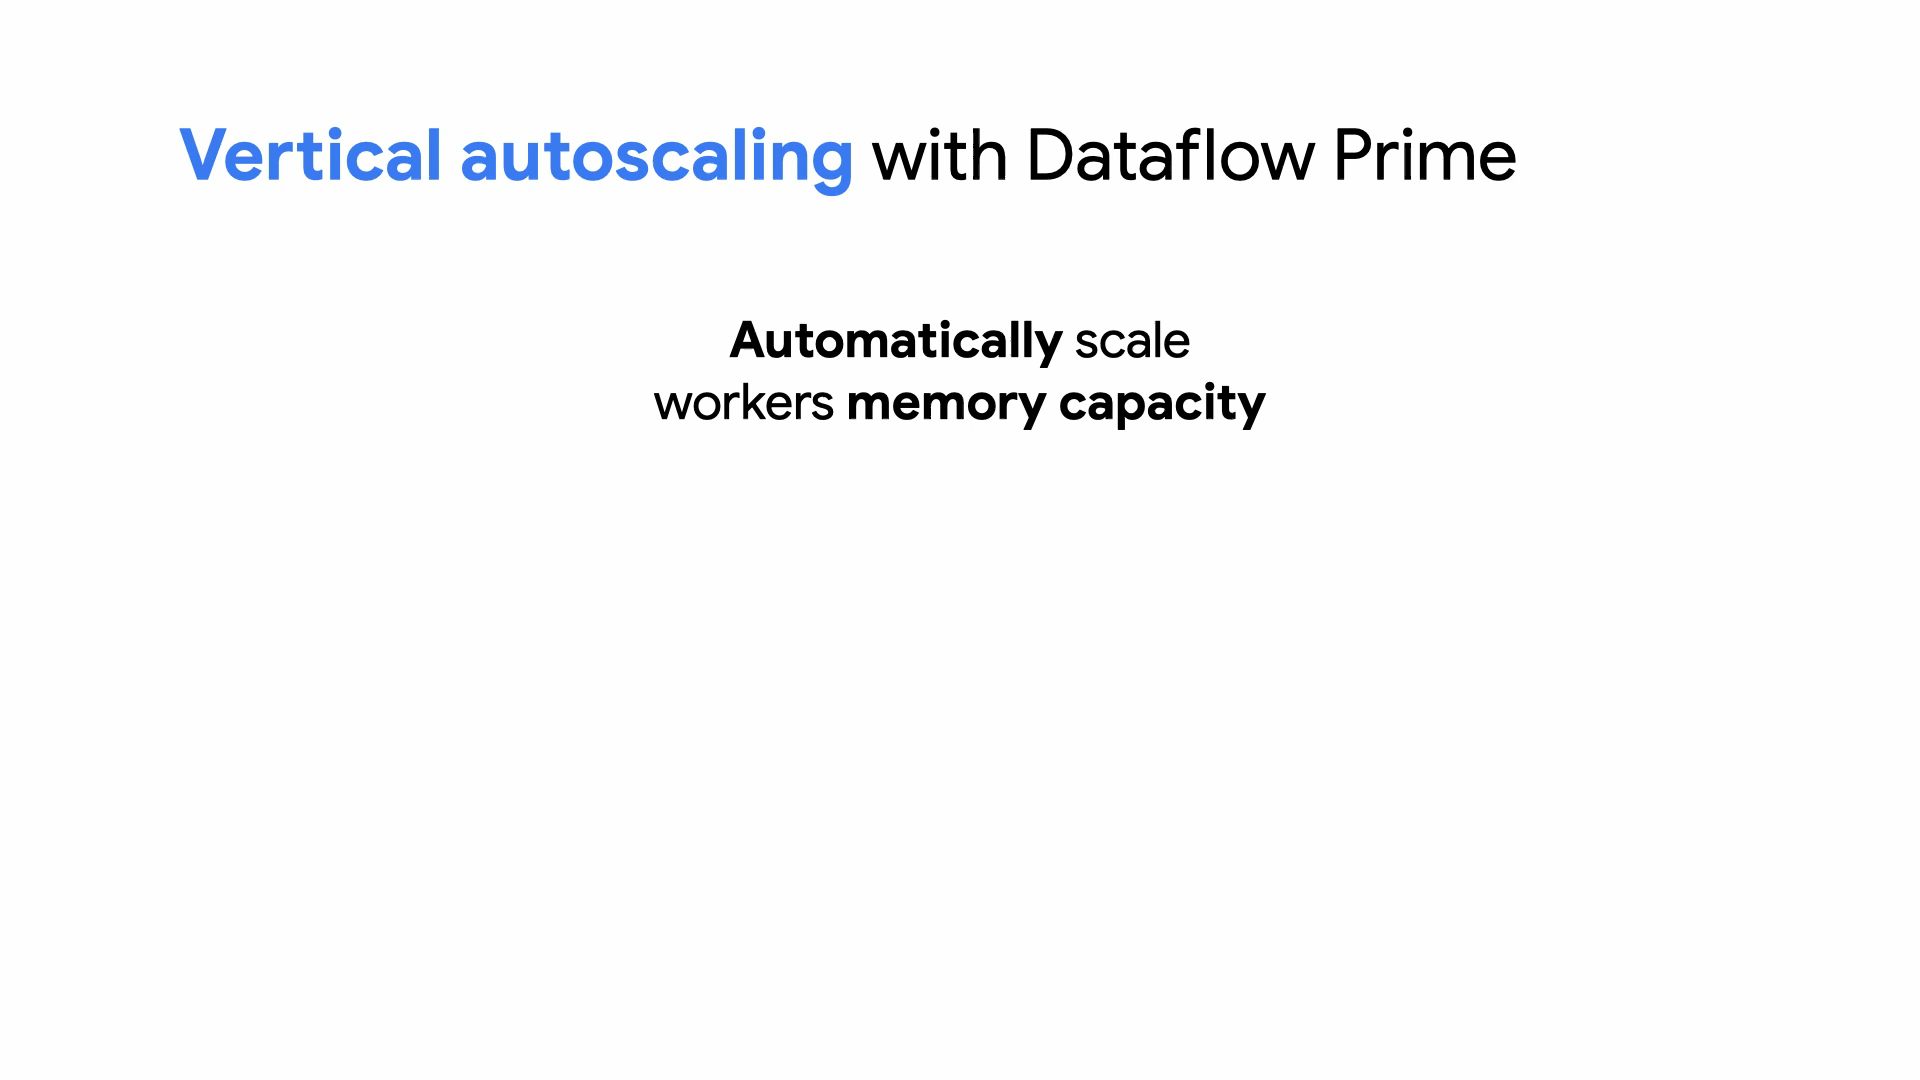 Vertical autoscaling with Dataflow Prime
Automatically scale
workers memory capacity